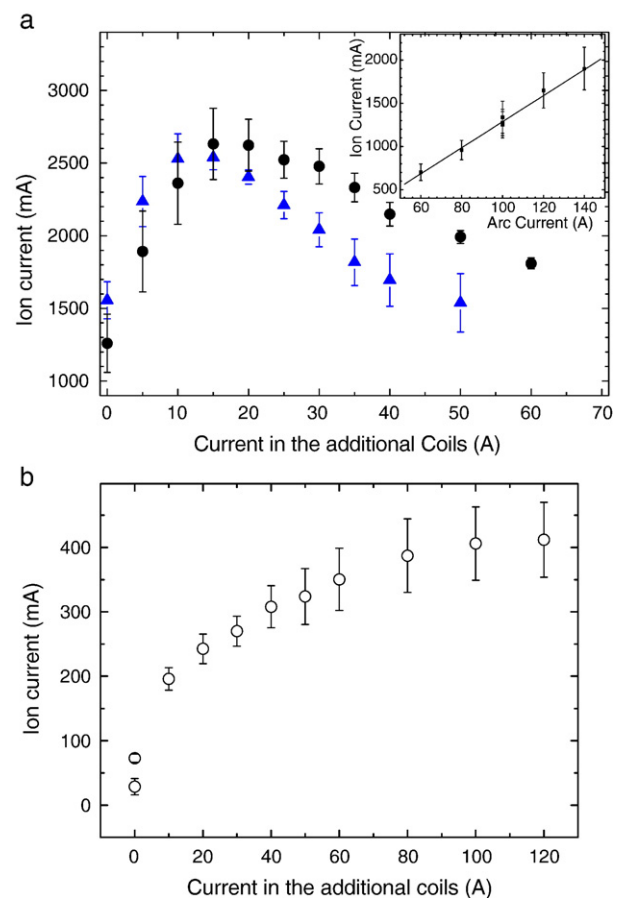 a
Ion current (mA)
3000
2500
2000
1500
1000
0 10 20 30 40 50 60 70
Current in the additional Coils (A)
Ion Current (mA)
2000
1500
1000
500
60 80 100 120 140
Arc Current (A)
b
Ion current (mA)
400
300
200
100
0
0 20 40 60 80 100 120
Current in the additional coils (A)